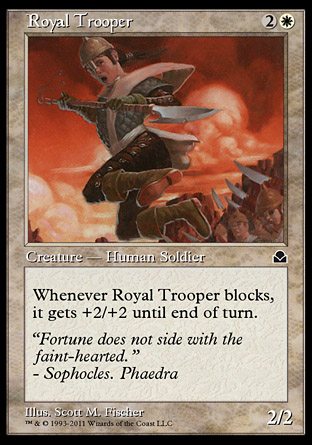 Royal Trooper 2
Creature — Human Soldier
Whenever Royal Trooper blocks,
it gets +2/+2 until end of turn.
“Fortune does not side with the
faint-hearted.”
- Sophocles. Phaedra
Illus. Scott M. Fischer
™ & © 1993-2011 Wizards of the Coast LLC
2/2